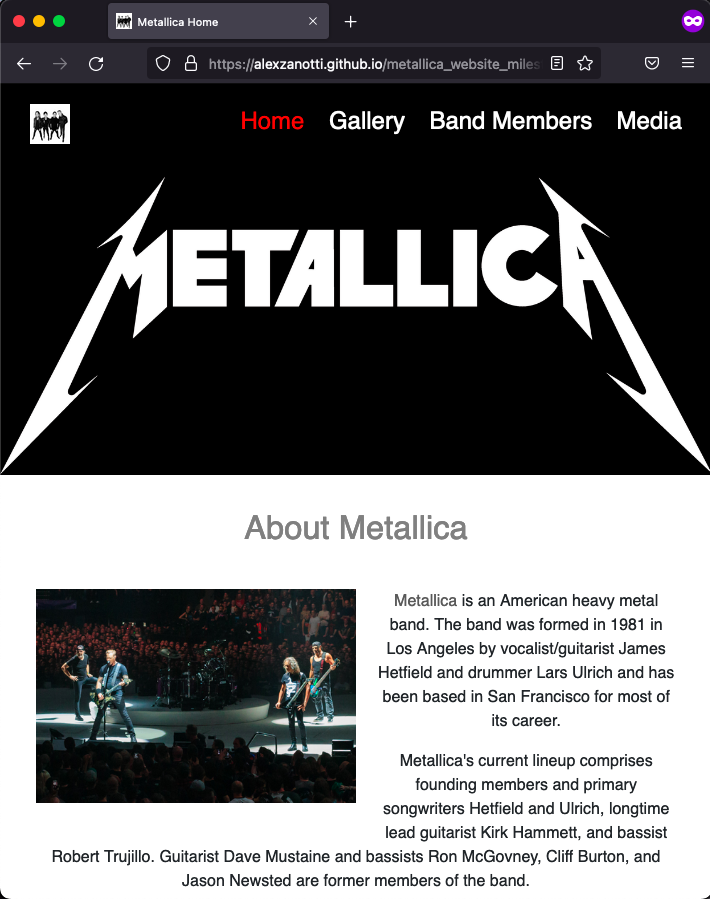 Metallica Home
https://alexzanotti.github.io/metallica_website_miles
Home Gallery Band Members Media
METALLICA
About Metallica
Metallica is an American heavy metal
band. The band was formed in 1981 in
Los Angeles by vocalist/guitarist James
Hetfield and drummer Lars Ulrich and has
been based in San Francisco for most of
its career.
Metallica's current lineup comprises
founding members and primary
songwriters Hetfield and Ulrich, longtime
lead guitarist Kirk Hammett, and bassist
Robert Trujillo. Guitarist Dave Mustaine and bassists Ron McGovney, Cliff Burton, and
Jason Newsted are former members of the band.